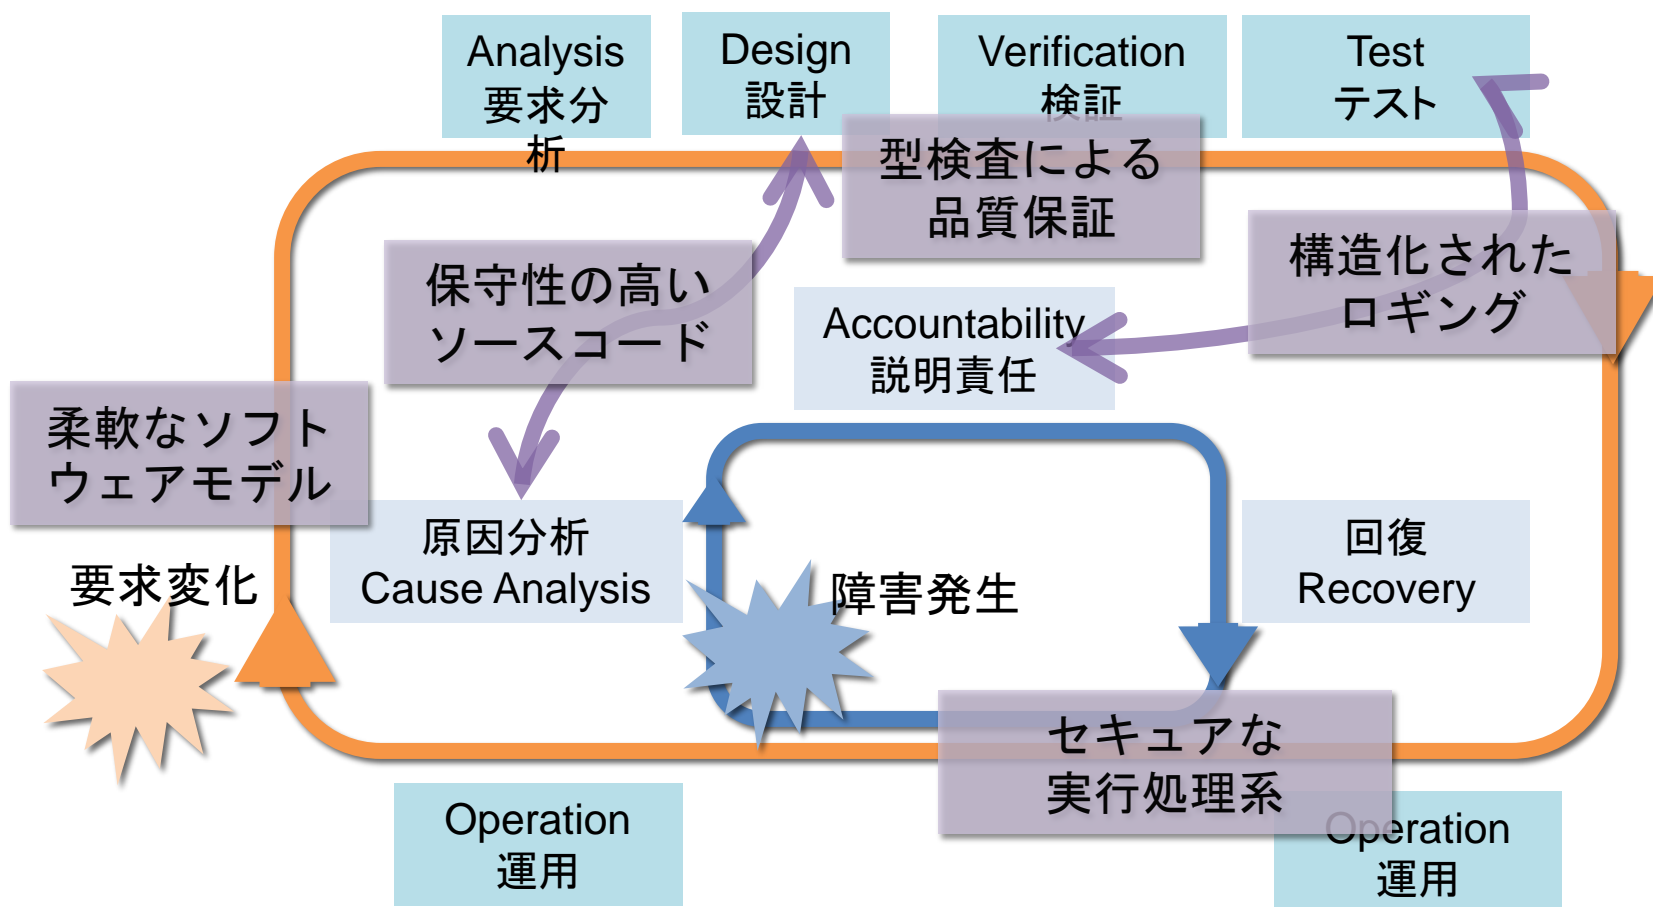 Analysis
要求分
析
Design
設計
Verification
検証
Test
テスト
型検査による
品質保証
保守性の高い
ソースコード
構造化された
ロギング
Accountability
説明責任
柔軟なソフト
ウェアモデル
原因分析
Cause Analysis
回復
Recovery
要求変化
障害発生
セキュアな
実行処理系
Operation
運用
Operation
運用